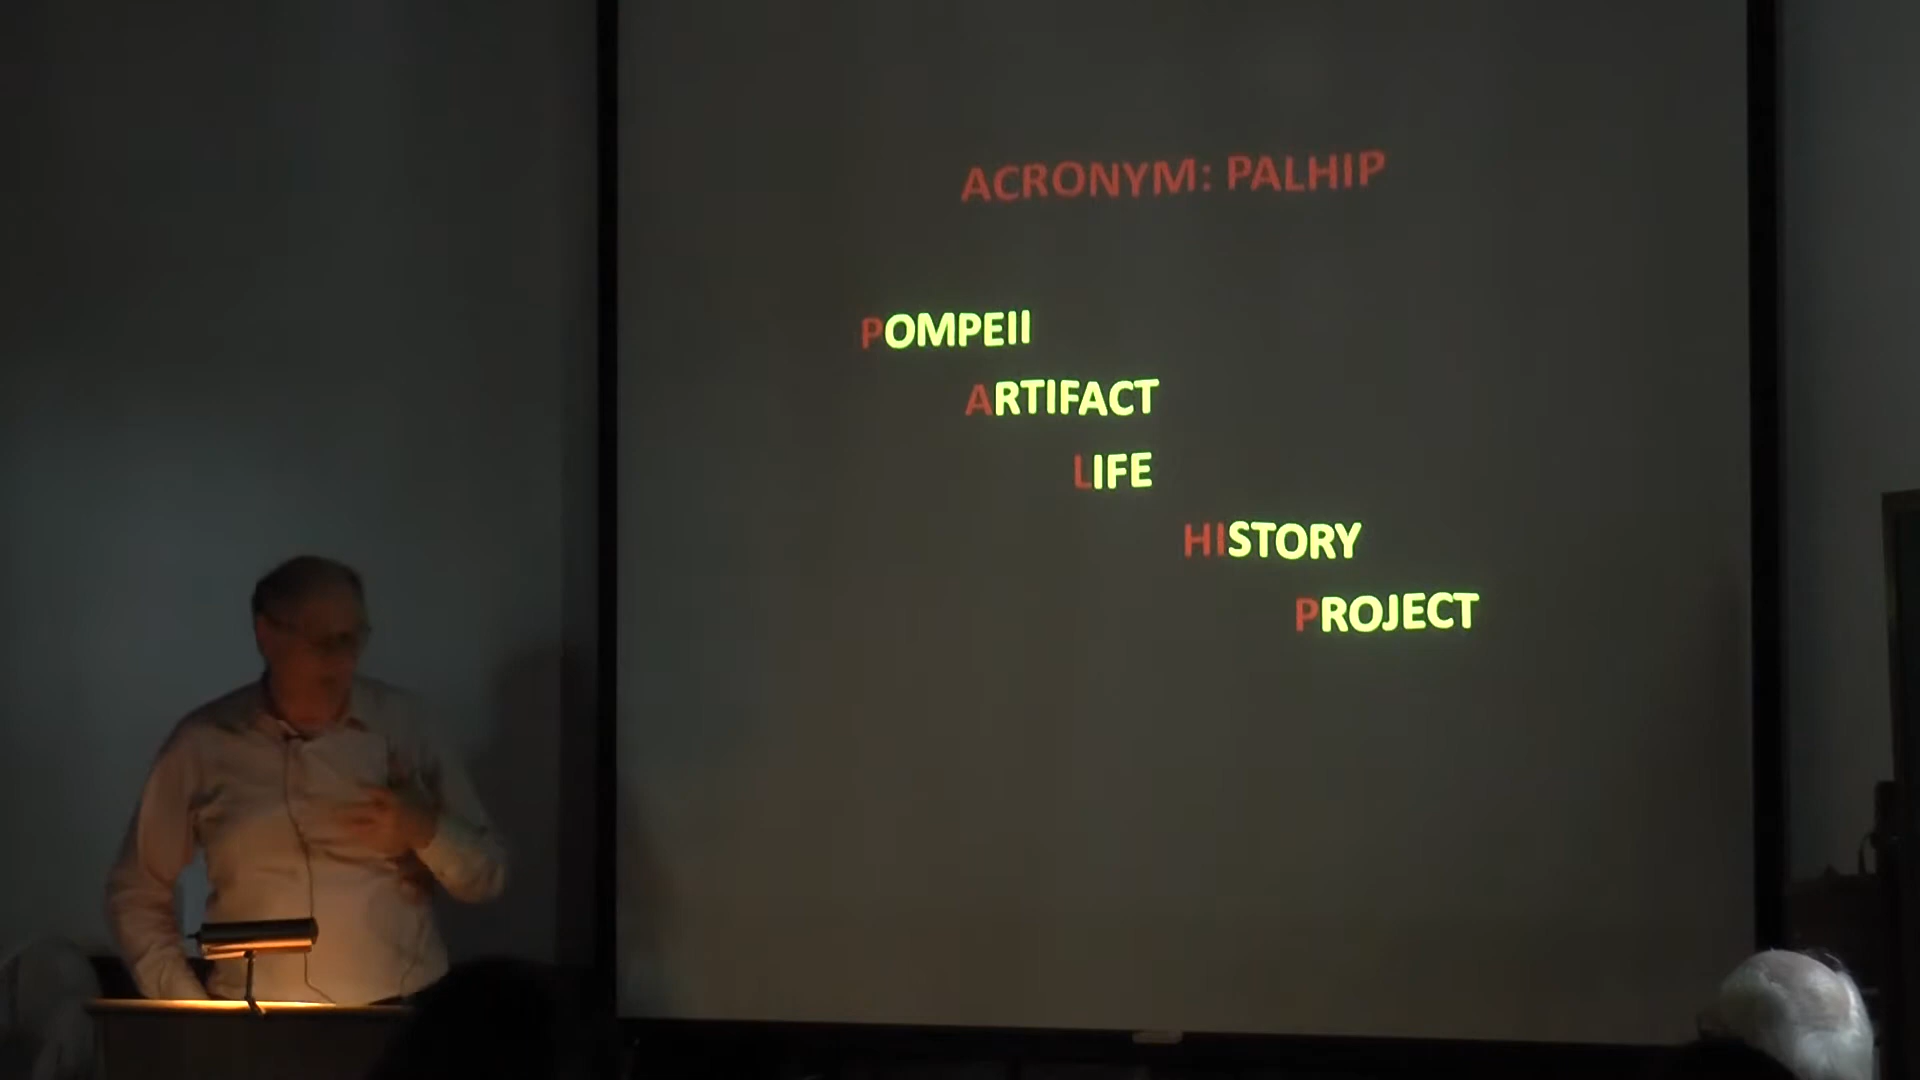 ACRONYM: PALHIP
POMPEII
ARTIFACT
LIFE
HISTORY
PROJECT